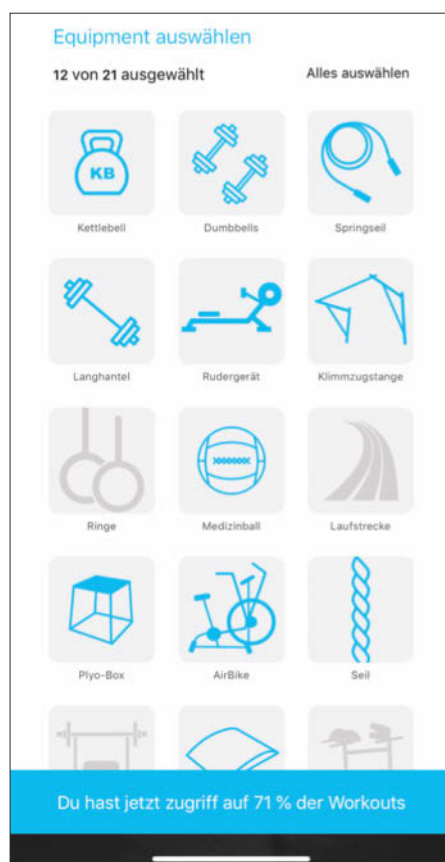 Equipment auswählen
12 von 21 ausgewählt
Alles auswählen
KB
Kettlebell
Dumbbells
Springseil
Langhantel
Rudergerät
Klimmzugstange
Ringe
Medizinball
Laufstrecke
Plyo-Box
AirBike
Seil
Du hast jetzt zugriff auf 71 % der Workouts